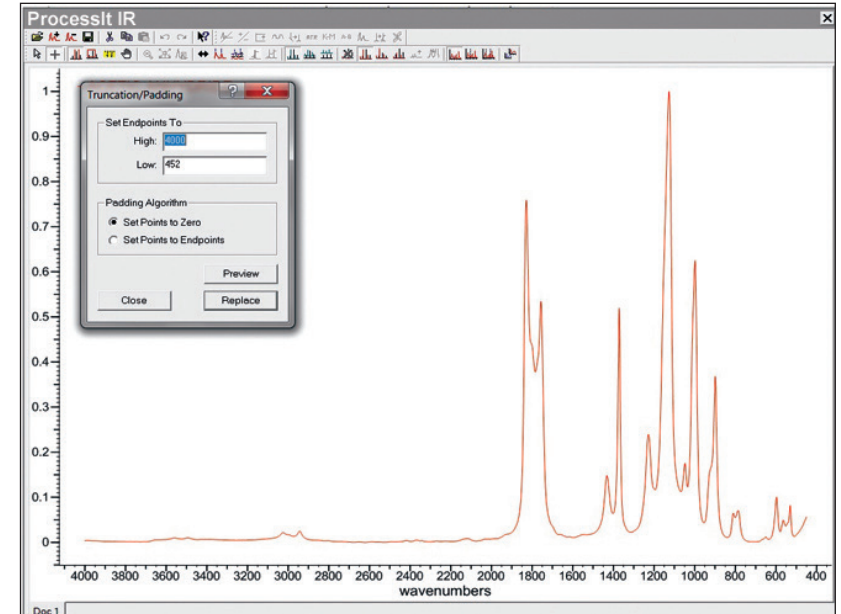 ProcessIt IR
Truncation/Padding
Set Endpoints To
High: 4000
Low: 452
Padding Algorithm
Set Points to Zero
Set Points to Endpoints
Preview
Close Replace
1
0.9
0.8
0.7
0.6
0.5
0.4
0.3
0.2
0.1
0
4000 3800 3600 3400 3200 3000 2800 2600 2400 2200 2000 1800 1600 1400 1200 1000 800 600 400
wavenumbers
Doc 1